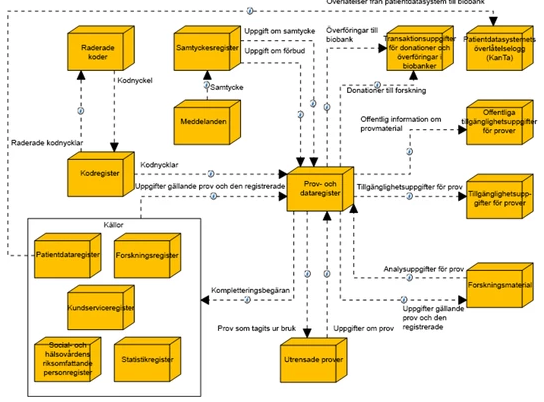 Överlåtelser från patientdatasystem till biobank
Raderade
koder
Samtyckesregister
Uppgift om samtycke
Uppgift om förbud
Överföringar till
biobank
Transaktionsuppgifter
för donationer och
överföringar i
biobanker
Patientdatasystemets
överlåtelselogg
(KanTa)
Kodnyckel
Samtycke
Donationer till forskning
Meddelanden
Offentlig information om
provmaterial
Offentliga
tillgänglighetsuppgifter
för prover
Raderade kodnycklar
Kodregister
Kodnycklar
Uppgifter gällande prov och den registrerade
Prov- och
dataregister
Tillgänglighetsuppgifter för prov
Tillgänglighetsupp-
gifter för prover
Källor
Patientdataregister
Forskningsregister
Kundserviceregister
Social- och
hälsovårdens
riksomfattande
personregister
Statistikregister
Kompletteringsbegäran
Analysuppgifter för prov
Forskningsmaterial
Uppgifter gällande
prov och den
registrerade
Prov som tagits ur bruk
Uppgifter om prov
Utrensade prover